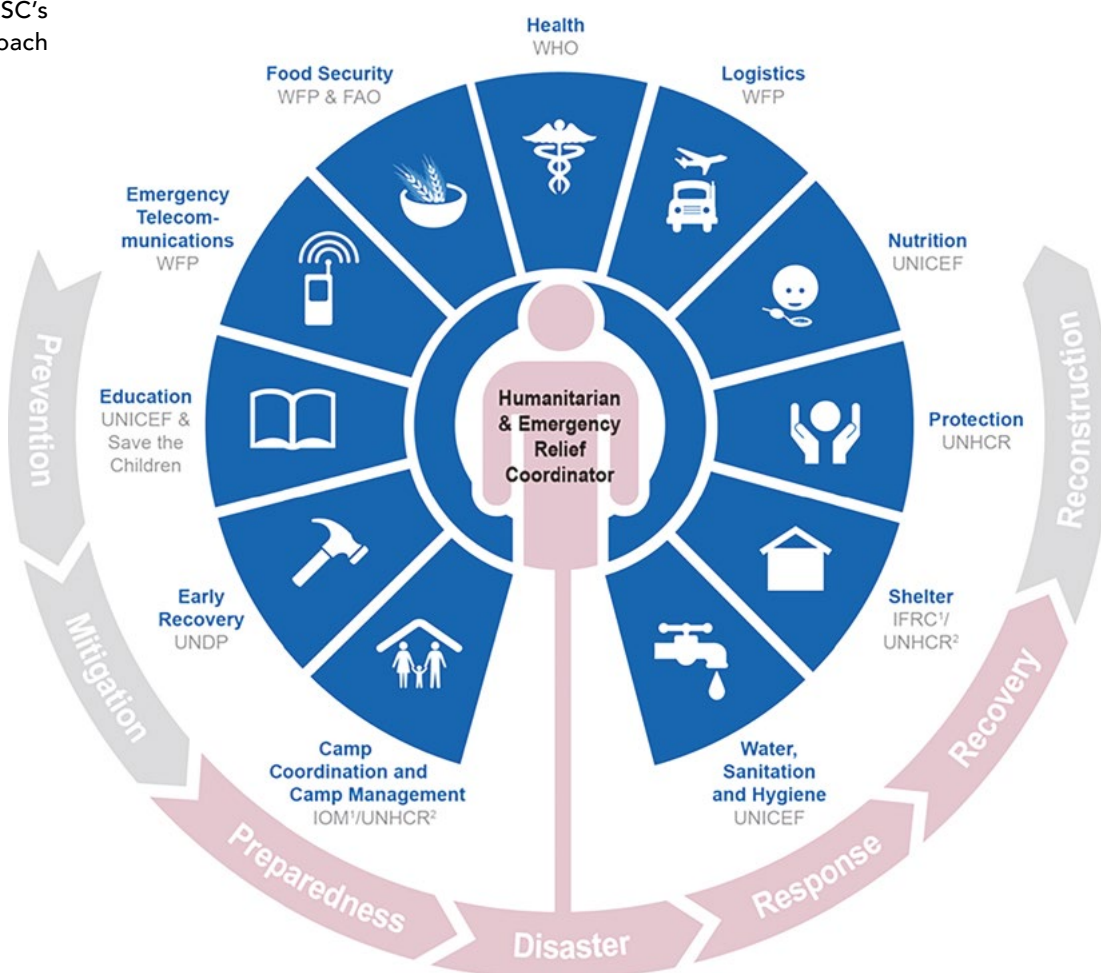 SC's
oach
Health
WHO
Logistics
WFP
Nutrition
UNICEF
Protection
UNHCR
Shelter
IFRC¹/
UNHCR²
Water,
Sanitation
and Hygiene
UNICEF
Camp
Coordination and
Camp Management
IOM¹/UNHCR²
Early
Recovery
UNDP
Education
UNICEF &
Save the
Children
Emergency
Telecom-
munications
WFP
Food Security
WFP & FAO
Humanitarian
& Emergency
Relief
Coordinator
Prevention
Mitigation
Preparedness
Disaster
Response
Recovery
Reconstruction